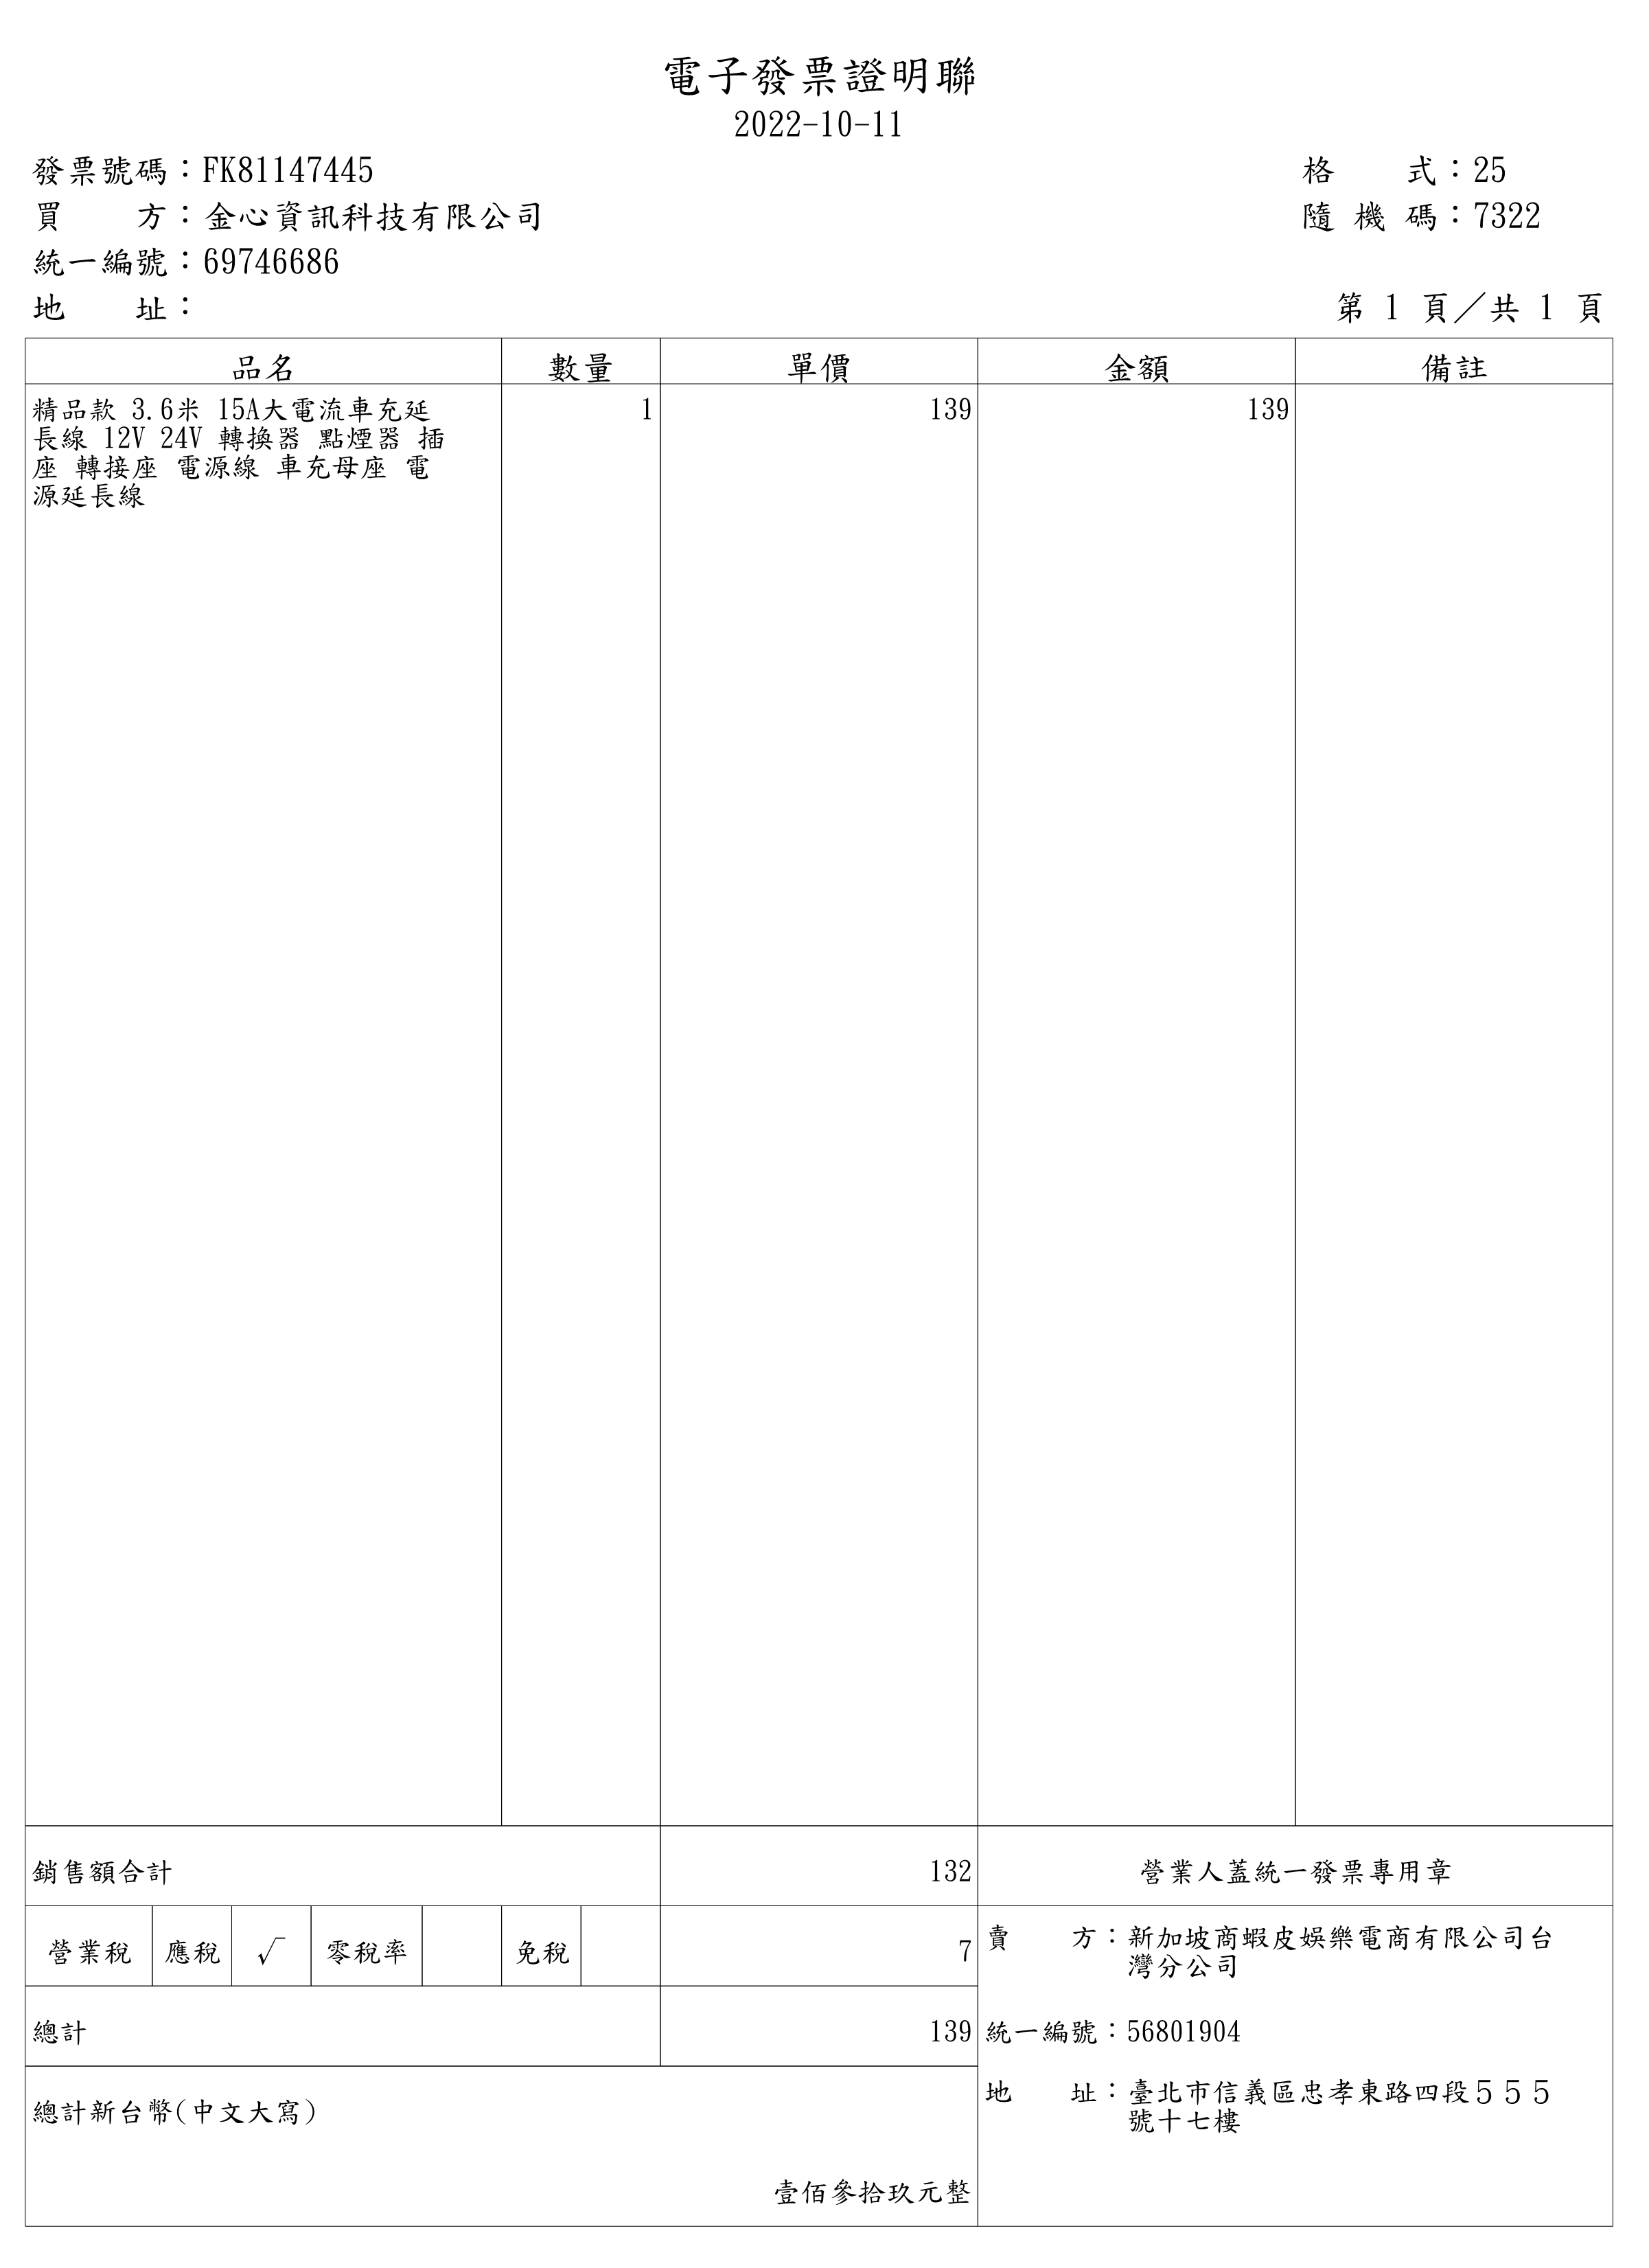 電子發票證明聯
2022-10-11
發票號碼：FK81147445
格　　式：25
買　　方：金心資訊科技有限公司
隨 機 碼：7322
統一編號：69746686
地　　址：
第 1 頁／共 1 頁
品名 數量 單價 金額 備註
精品款 3.6米 15A大電流車充延 1 139 139
長線 12V 24V 轉換器 點煙器 插
座 轉接座 電源線 車充母座 電
源延長線
銷售額合計 132 營業人蓋統一發票專用章
營業稅 應稅 √ 零稅率 免稅 7
賣　　方：新加坡商蝦皮娛樂電商有限公司台
灣分公司
總計 139 統一編號：56801904
地　　址：臺北市信義區忠孝東路四段５５５
號十七樓
總計新台幣(中文大寫)
壹佰參拾玖元整